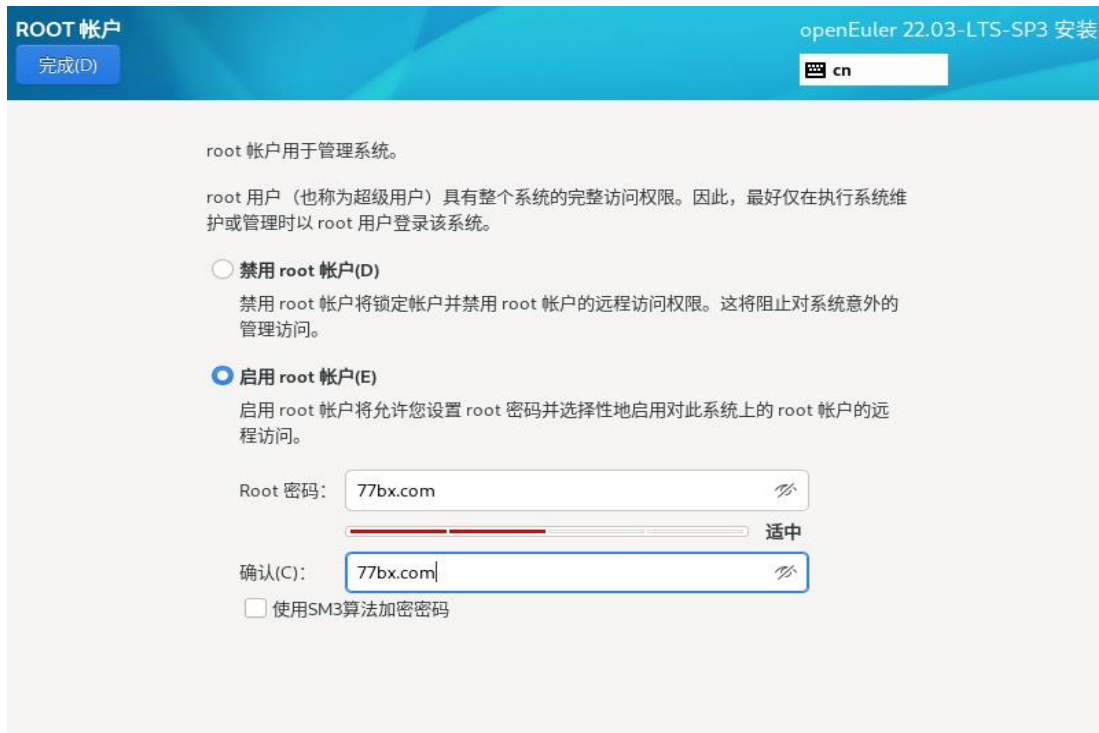 ROOT 帐户
openEuler 22.03-LTS-SP3 安装
完成(D)
cn
root 帐户用于管理系统。
root 用户（也称为超级用户）具有整个系统的完整访问权限。因此，最好仅在执行系统维
护或管理时以 root 用户登录该系统。
禁用 root 帐户(D)
禁用 root 帐户将锁定帐户并禁用 root 帐户的远程访问权限。这将阻止对系统意外的
管理访问。
启用 root 帐户(E)
启用 root 帐户将允许您设置 root 密码并选择性地启用对此系统上的 root 帐户的远
程访问。
Root 密码： 77bx.com
适中
确认(C)： 77bx.com
使用SM3算法加密密码